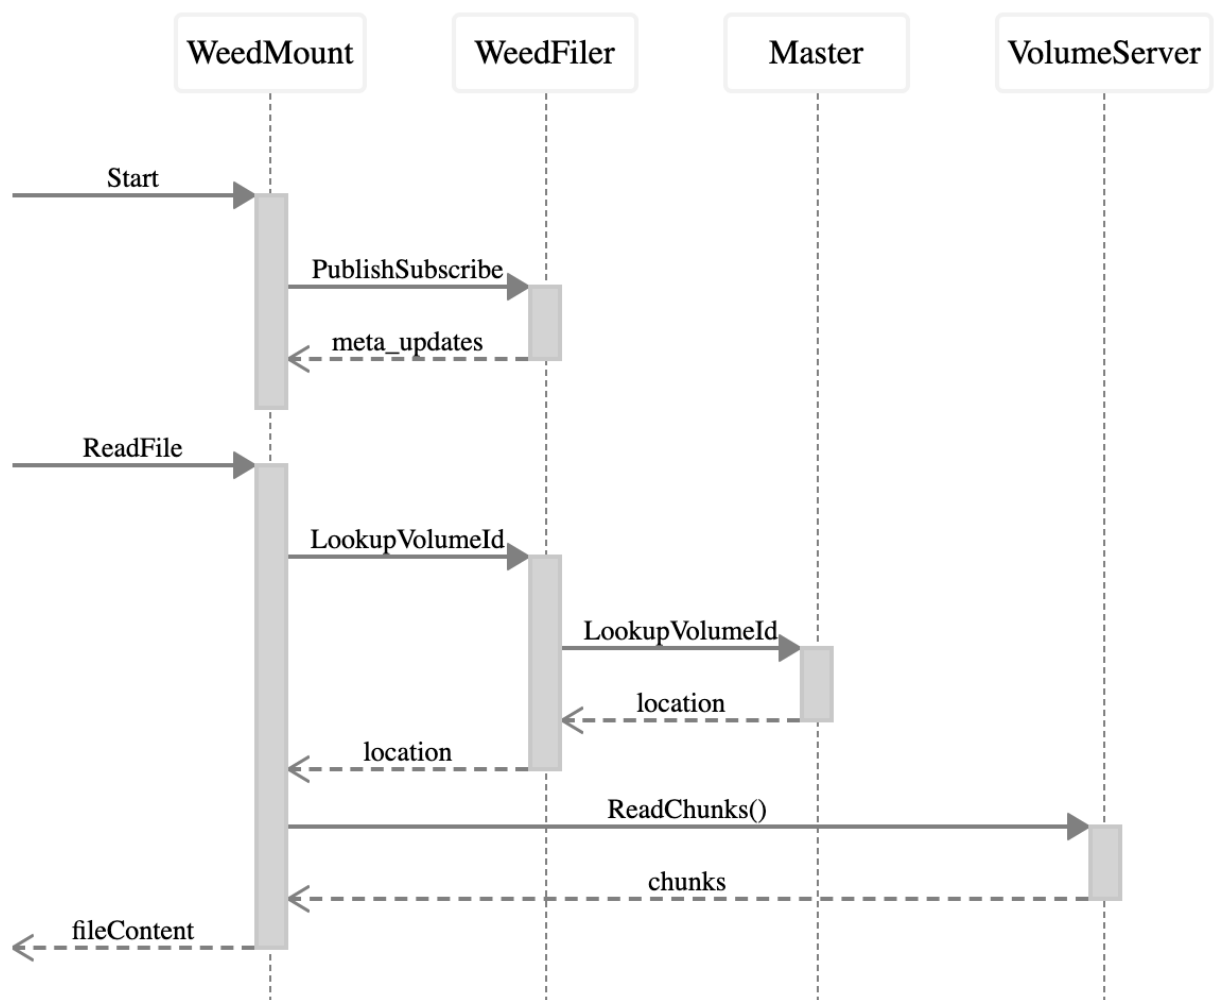 WeedMount
WeedFiler
Master
VolumeServer
Start
PublishSubscribe
meta_updates
ReadFile
LookupVolumeId
LookupVolumeId
location
location
ReadChunks()
chunks
fileContent